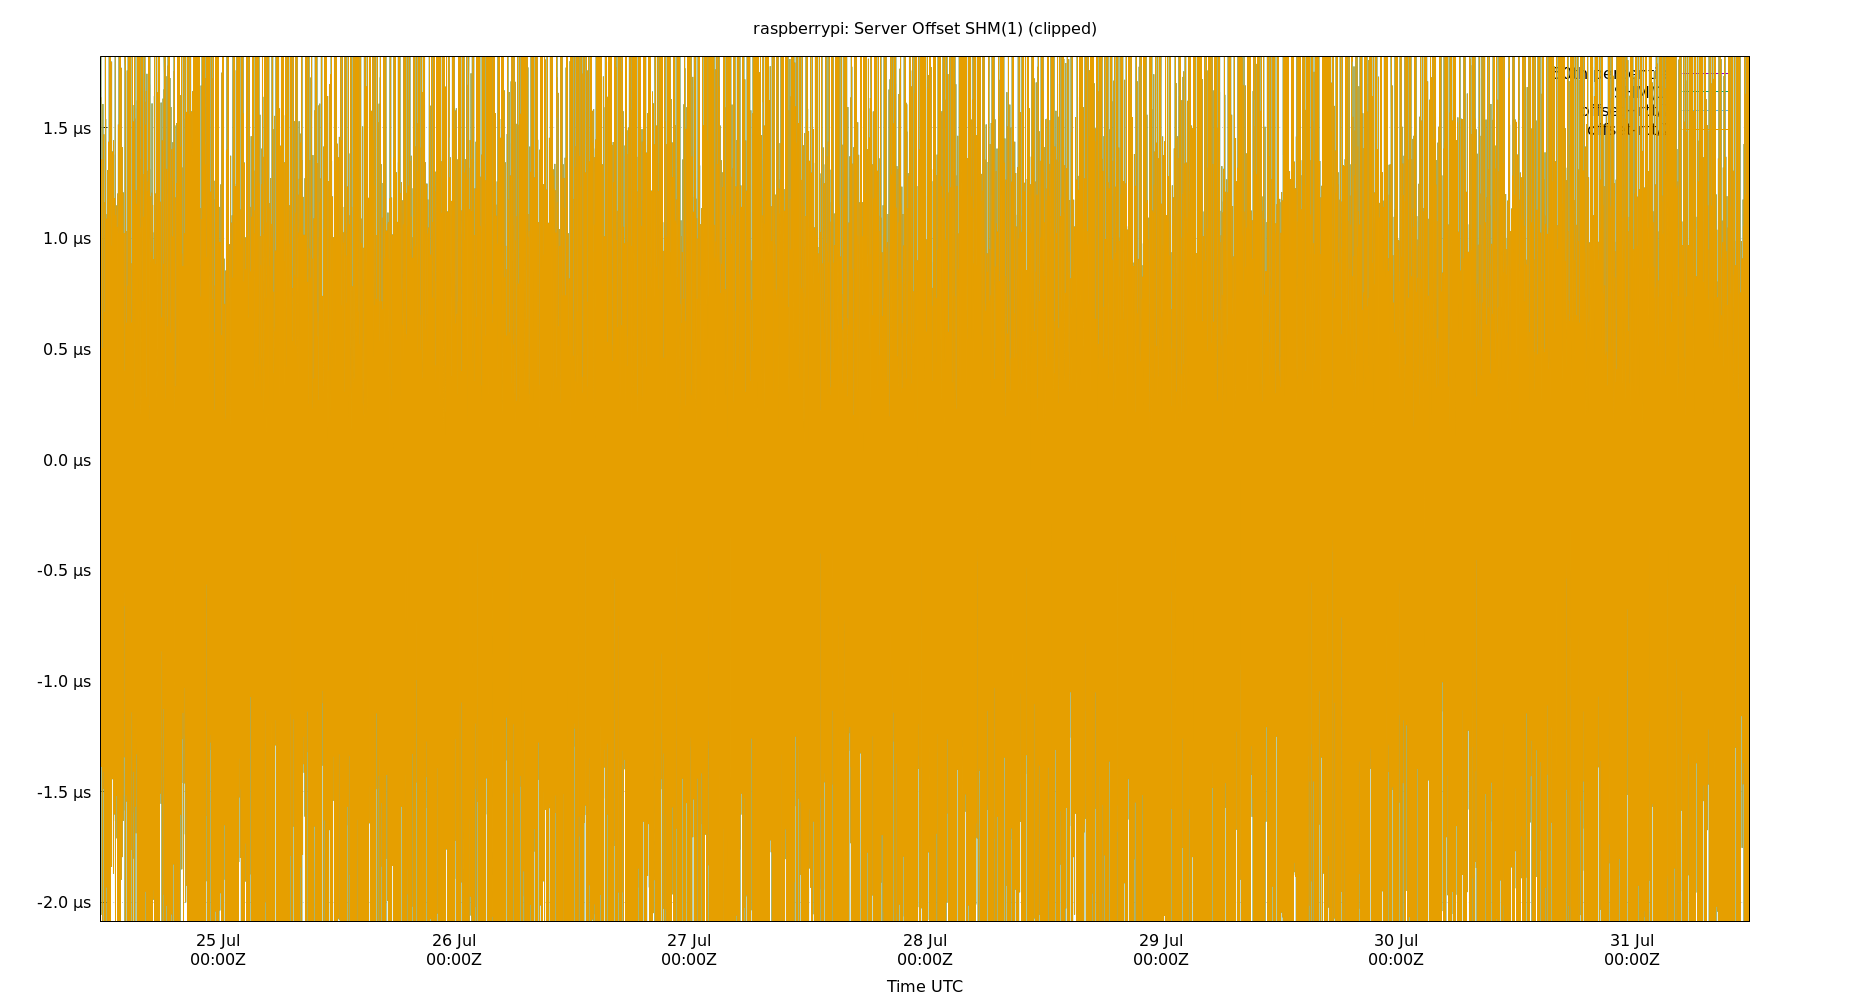 raspberrypi: Server Offset SHM(1) (clipped)
1.5 µs
1.0 µs
0.5 µs
0.0 µs
-0.5 µs
-1.0 µs
-1.5 µs
-2.0 µs
25 Jul 26 Jul 27 Jul 28 Jul 29 Jul 30 Jul 31 Jul
00:00Z 00:00Z 00:00Z 00:00Z 00:00Z 00:00Z 00:00Z
Time UTC